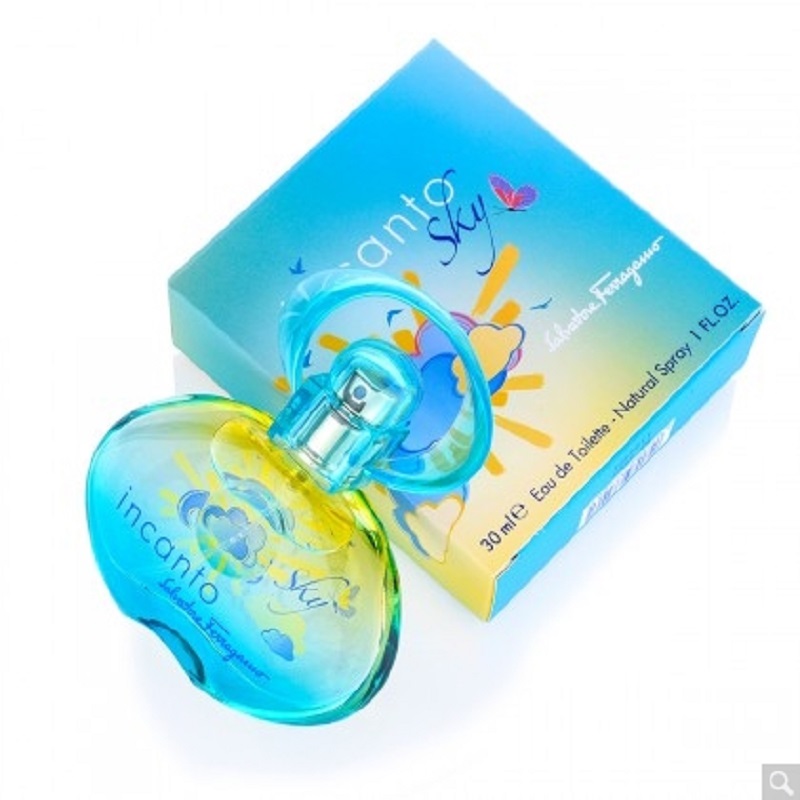 incanto
sky
Salvatore Ferragamo
30 ml e Eau de Toilette - Natural Spray 1 FL.OZ.
incanto
sky
Salvatore Ferragamo